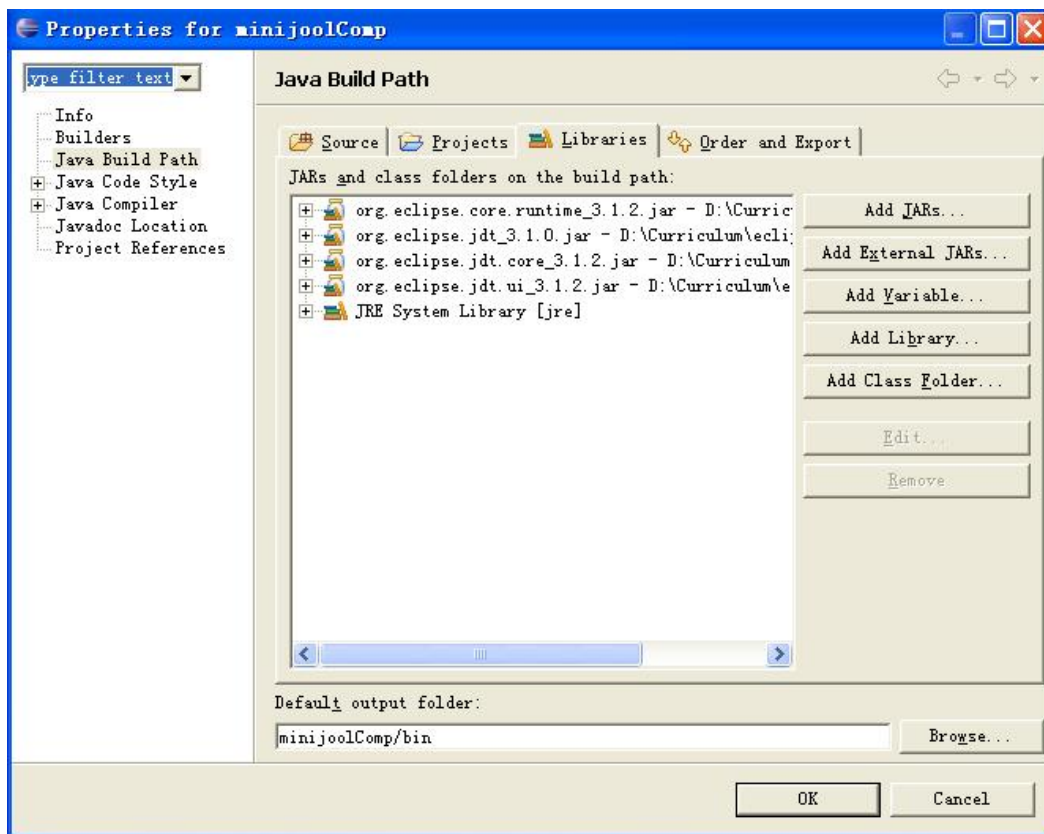 Properties for minijoolComp
ype filter text
Info
Builders
Java Build Path
Java Code Style
Java Compiler
Javadoc Location
Project References
Java Build Path
Source Projects Libraries Order and Export
JARs and class folders on the build path:
org.eclipse.core.runtime_3.1.2.jar - D:\Curric
org.eclipse.jdt_3.1.0.jar - D:\Curriculum\ecli
org.eclipse.jdt.core_3.1.2.jar - D:\Curriculum
org.eclipse.jdt.ui_3.1.2.jar - D:\Curriculum\e
JRE System Library [jre]
Add JARs...
Add External JARs...
Add Variable...
Add Library...
Add Class Folder...
Edit...
Remove
Default output folder:
minijoolComp/bin
Browse...
OK Cancel